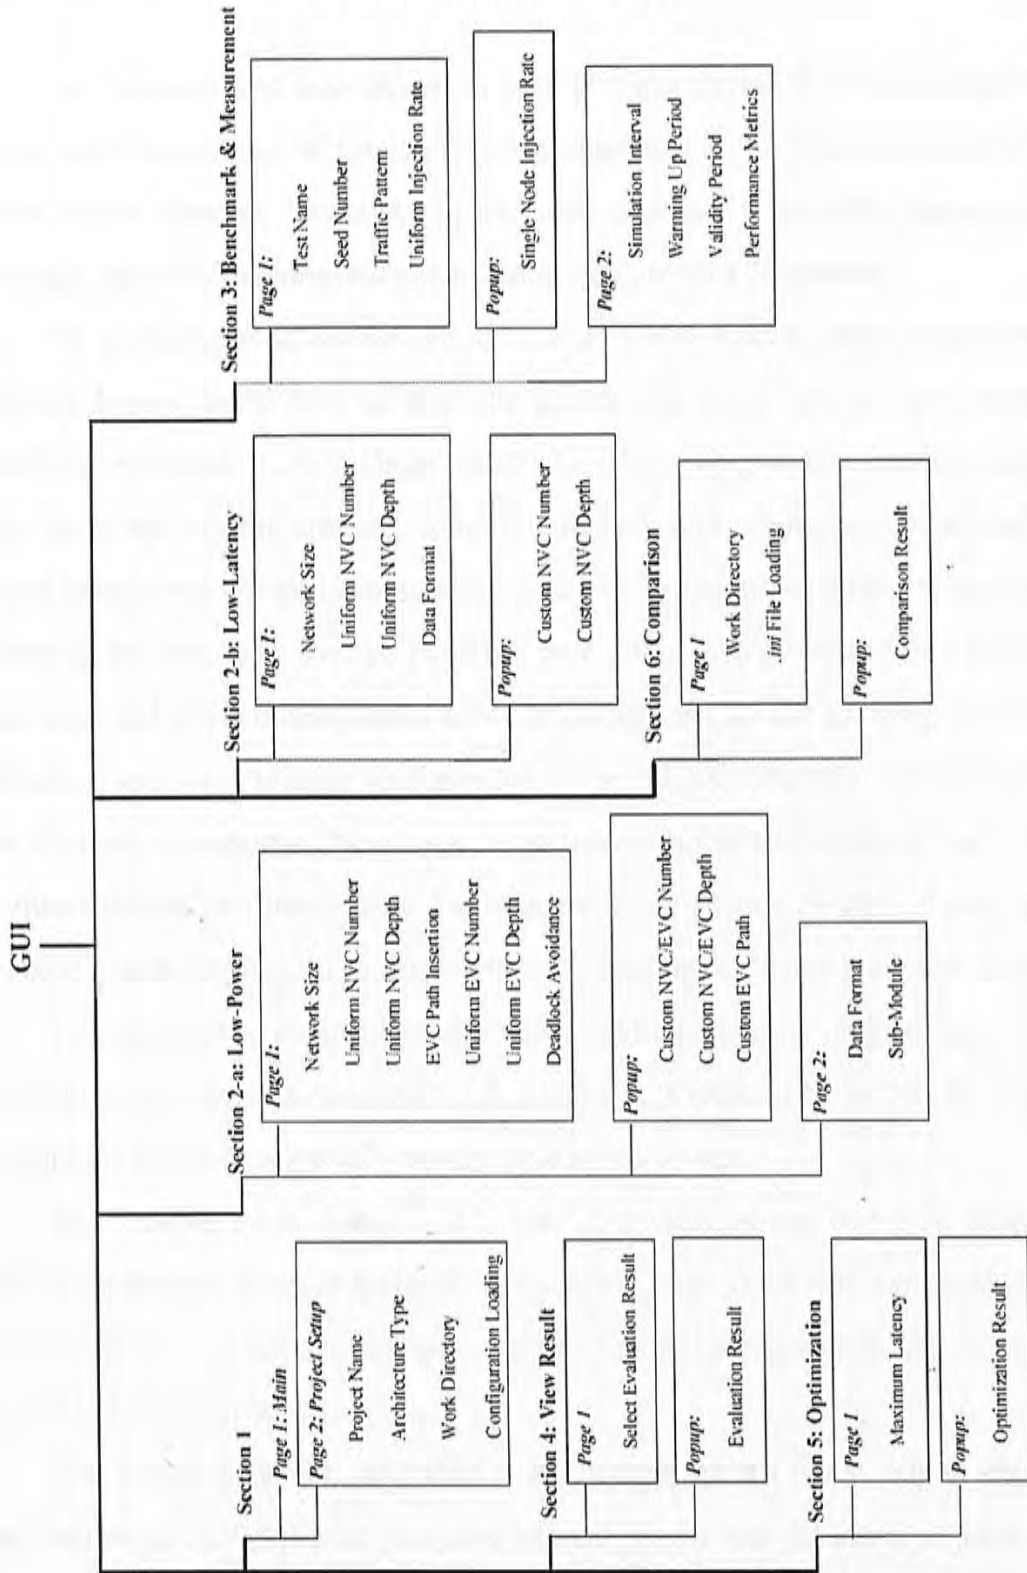 GUI
Section 1
Page 1: Main
Page 2: Project Setup
Project Name
Architecture Type
Work Directory
Configuration Loading
Section 4: View Result
Page 1
Select Evaluation Result
Popup:
Evaluation Result
Section 5: Optimization
Page 1
Maximum Latency
Popup:
Optimization Result
Section 2-a: Low-Power
Page 1:
Network Size
Uniform NVC Number
Uniform NVC Depth
EVC Path Insertion
Uniform EVC Number
Uniform EVC Depth
Deadlock Avoidance
Popup:
Custom NVC/EVC Number
Custom NVC/EVC Depth
Custom EVC Path
Page 2:
Data Format
Sub-Module
Section 2-b: Low-Latency
Page 1:
Network Size
Uniform NVC Number
Uniform NVC Depth
Data Format
Popup:
Custom NVC Number
Custom NVC Depth
Section 6: Comparison
Page 1
Work Directory
ini File Loading
Popup:
Comparison Result
Section 3: Benchmark & Measurement
Page 1:
Test Name
Seed Number
Traffic Pattern
Uniform Injection Rate
Popup:
Single Node Injection Rate
Page 2:
Simulation Interval
Warming Up Period
Validity Period
Performance Metrics